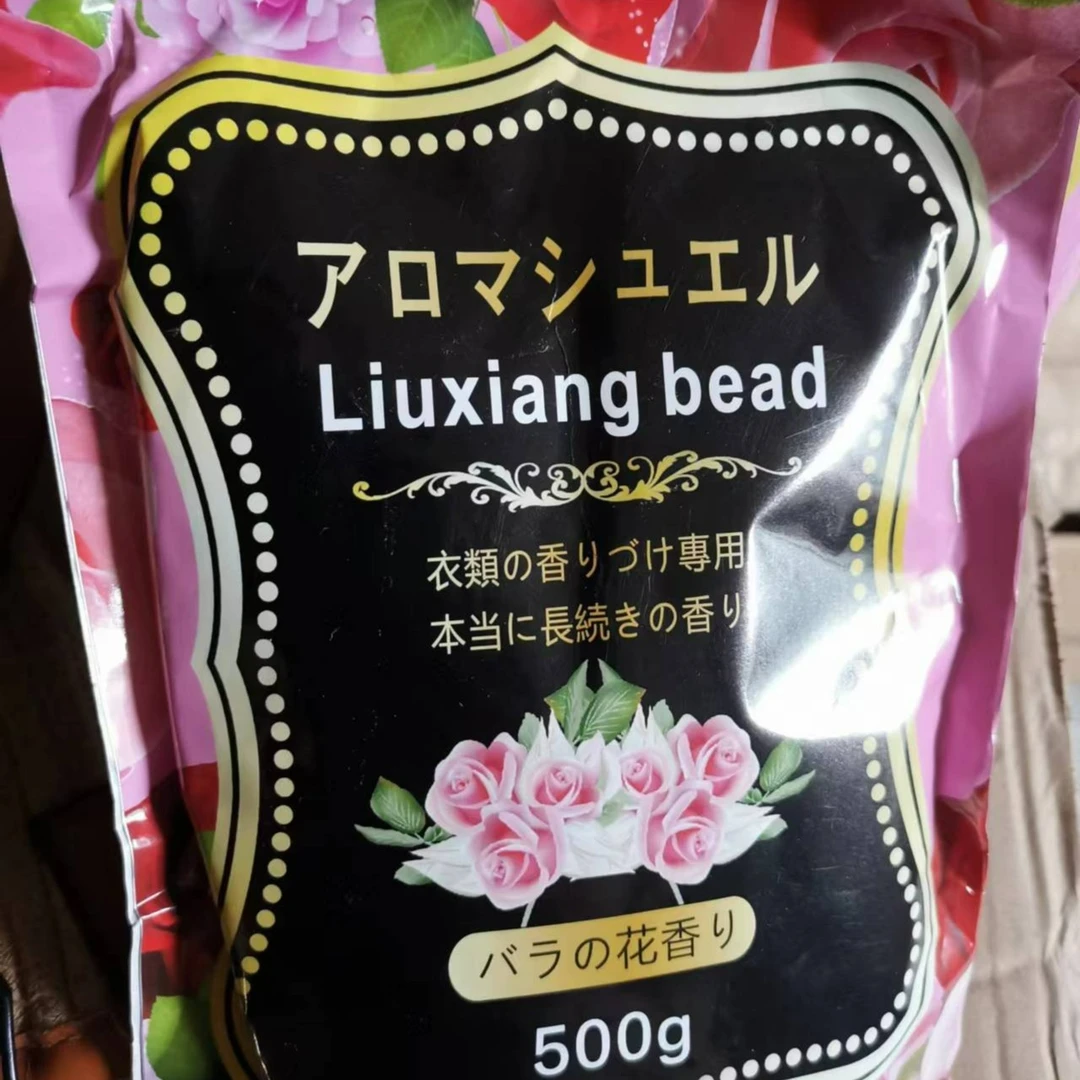 アロマシュエル
Liuxiang bead
衣類の香りづけ專用
本当に長続きの香り
バラの花香り
500g